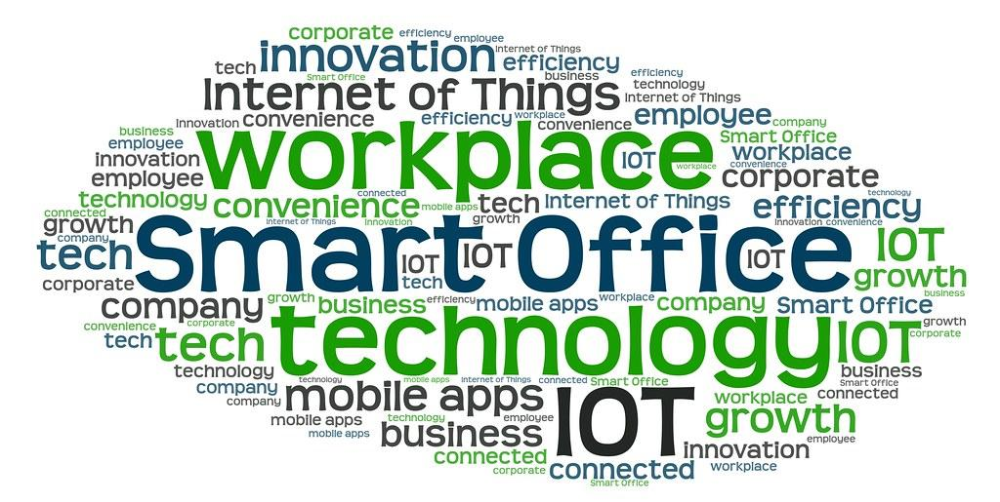 corporate efficiency employee
innovation Internet of Things
tech efficiency
Smart Office business efficiency
Internet of Things technology
Internet of Things
innovation convenience efficiency workplace convenience employee company
business workplace Smart Office
employee IOT workplace
innovation workplace convenience
employee corporate
technology connected technology
convenience mobile apps tech Internet of Things efficiency
connected Internet of Things innovation growth innovation convenience
growth
company Smart Office IOT
tech IOT IOT IOT
corporate tech growth
company growth business efficiency mobile apps workplace company Smart Office business
convenience corporate technology growth
tech tech IOT corporate
technology technology mobile apps Internet of Things connected Smart Office business
company mobile apps IOT workplace Smart Office connected
company
mobile apps technology employee growth
mobile apps business employee
connected innovation
corporate connected workplace
Smart Office